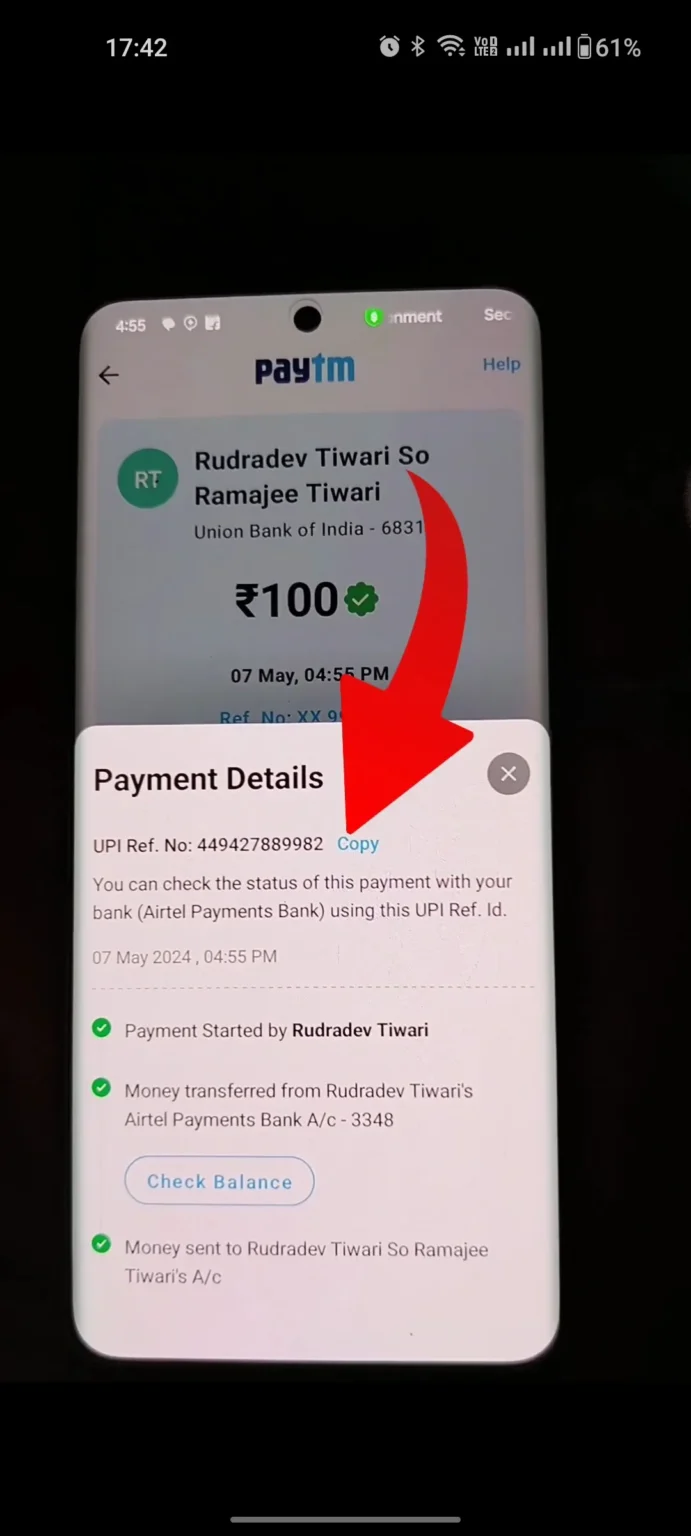 17:42
VoD
LTE2
61%
4:55
nment
Sec
paytm
Help
RT
Rudradev Tiwari So
Ramajee Tiwari
Union Bank of India - 6831
₹100
07 May, 04:55 PM
Ref. No: XX 99
Payment Details
UPI Ref. No: 449427889982 Copy
You can check the status of this payment with your
bank (Airtel Payments Bank) using this UPI Ref. Id.
07 May 2024 , 04:55 PM
Payment Started by Rudradev Tiwari
Money transferred from Rudradev Tiwari's
Airtel Payments Bank A/c - 3348
Check Balance
Money sent to Rudradev Tiwari So Ramajee
Tiwari's A/c